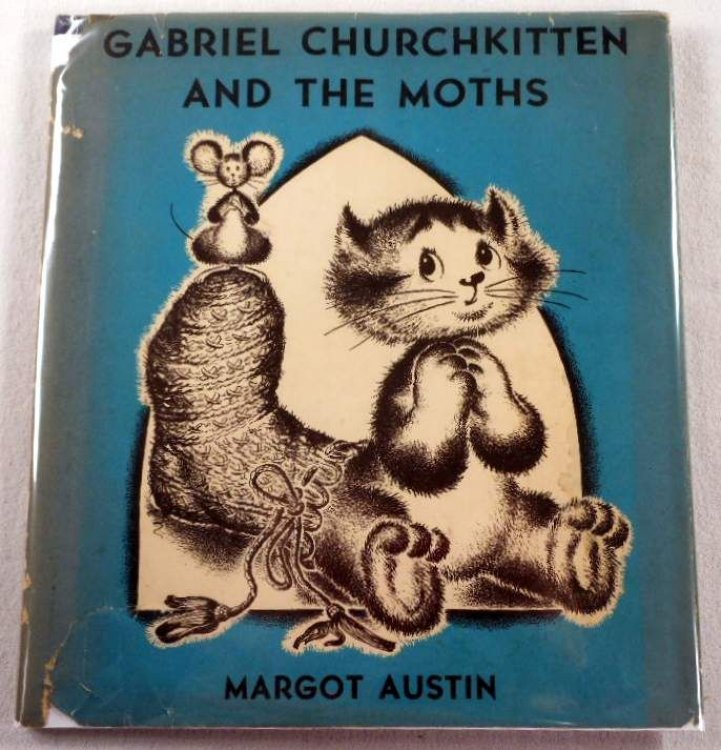 GABRIEL CHURCHKITTEN
AND THE MOTHS
MARGOT AUSTIN